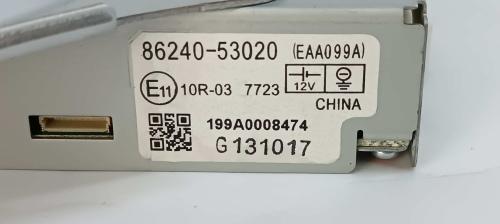 86240-53020 (EAA099A)
E11 10R-03 7723 12V
CHINA
199A0008474
G131017